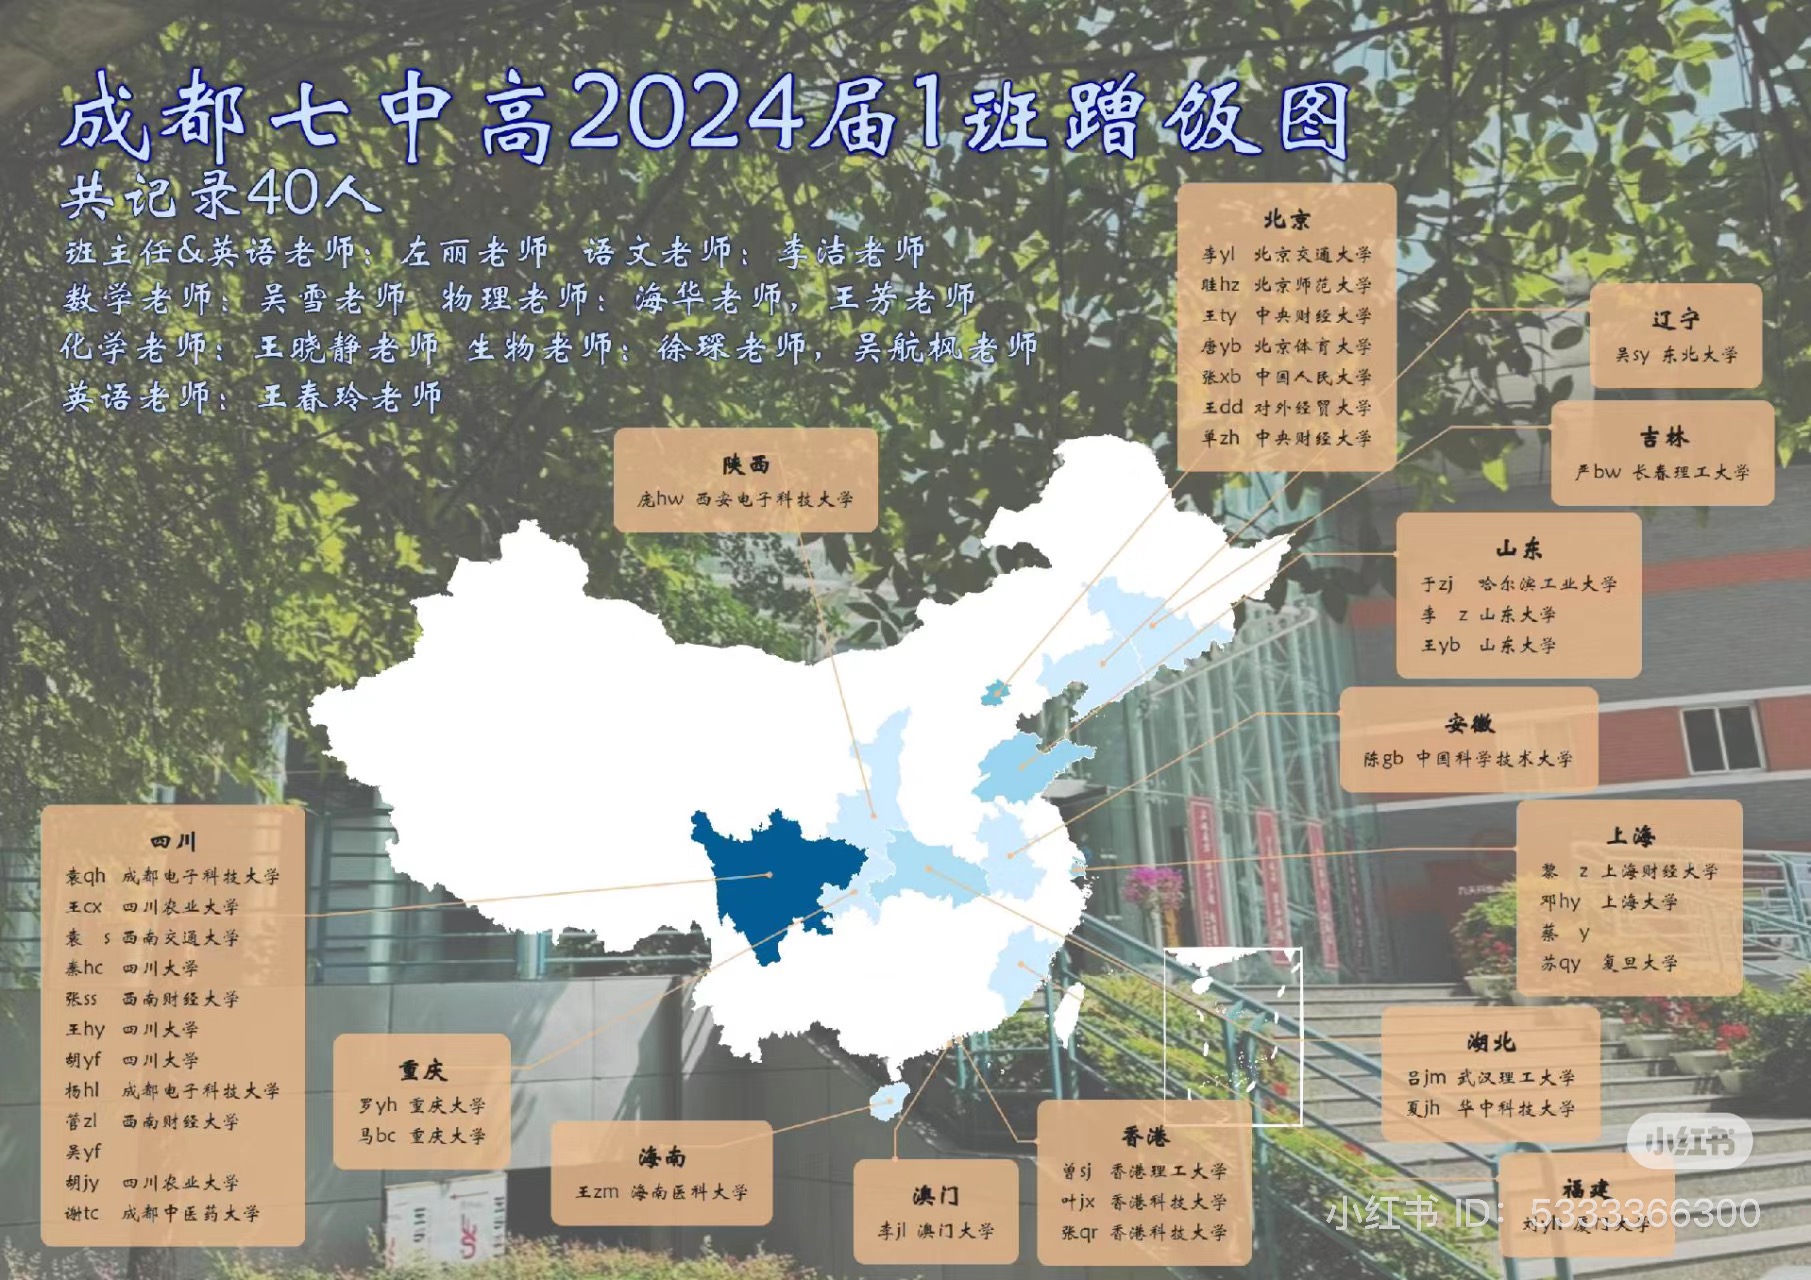 成都七中高2024届1班蹭饭图
共记录40人
班主任&英语老师：左丽老师 语文老师：李洁老师
数学老师：吴雪老师 物理老师：海华老师，王芳老师
化学老师：王晓静老师 生物老师：徐琛老师，吴航枫老师
英语老师：王春玲老师
北京
李yl 北京交通大学
眭hz 北京师范大学
王ty 中央财经大学
唐yb 北京体育大学
张xb 中国人民大学
王dd 对外经贸大学
单zh 中央财经大学
辽宁
吴sy 东北大学
吉林
严bw 长春理工大学
陕西
庞hw 西安电子科技大学
山东
于zj 哈尔滨工业大学
李 z 山东大学
王yb 山东大学
安徽
陈gb 中国科学技术大学
上海
黎 z 上海财经大学
邓hy 上海大学
蔡 y
苏qy 复旦大学
四川
袁qh 成都电子科技大学
王cx 四川农业大学
袁 s 西南交通大学
秦hc 四川大学
张ss 西南财经大学
王hy 四川大学
胡yf 四川大学
杨hl 成都电子科技大学
管zl 西南财经大学
吴yf
胡jy 四川农业大学
谢tc 成都中医药大学
重庆
罗yh 重庆大学
马bc 重庆大学
海南
王zm 海南医科大学
澳门
李jl 澳门大学
香港
曾sj 香港理工大学
叶jx 香港科技大学
张qr 香港科技大学
湖北
吕jm 武汉理工大学
夏jh 华中科技大学
福建
厦门大学
小红书
小红书 ID：5333366300